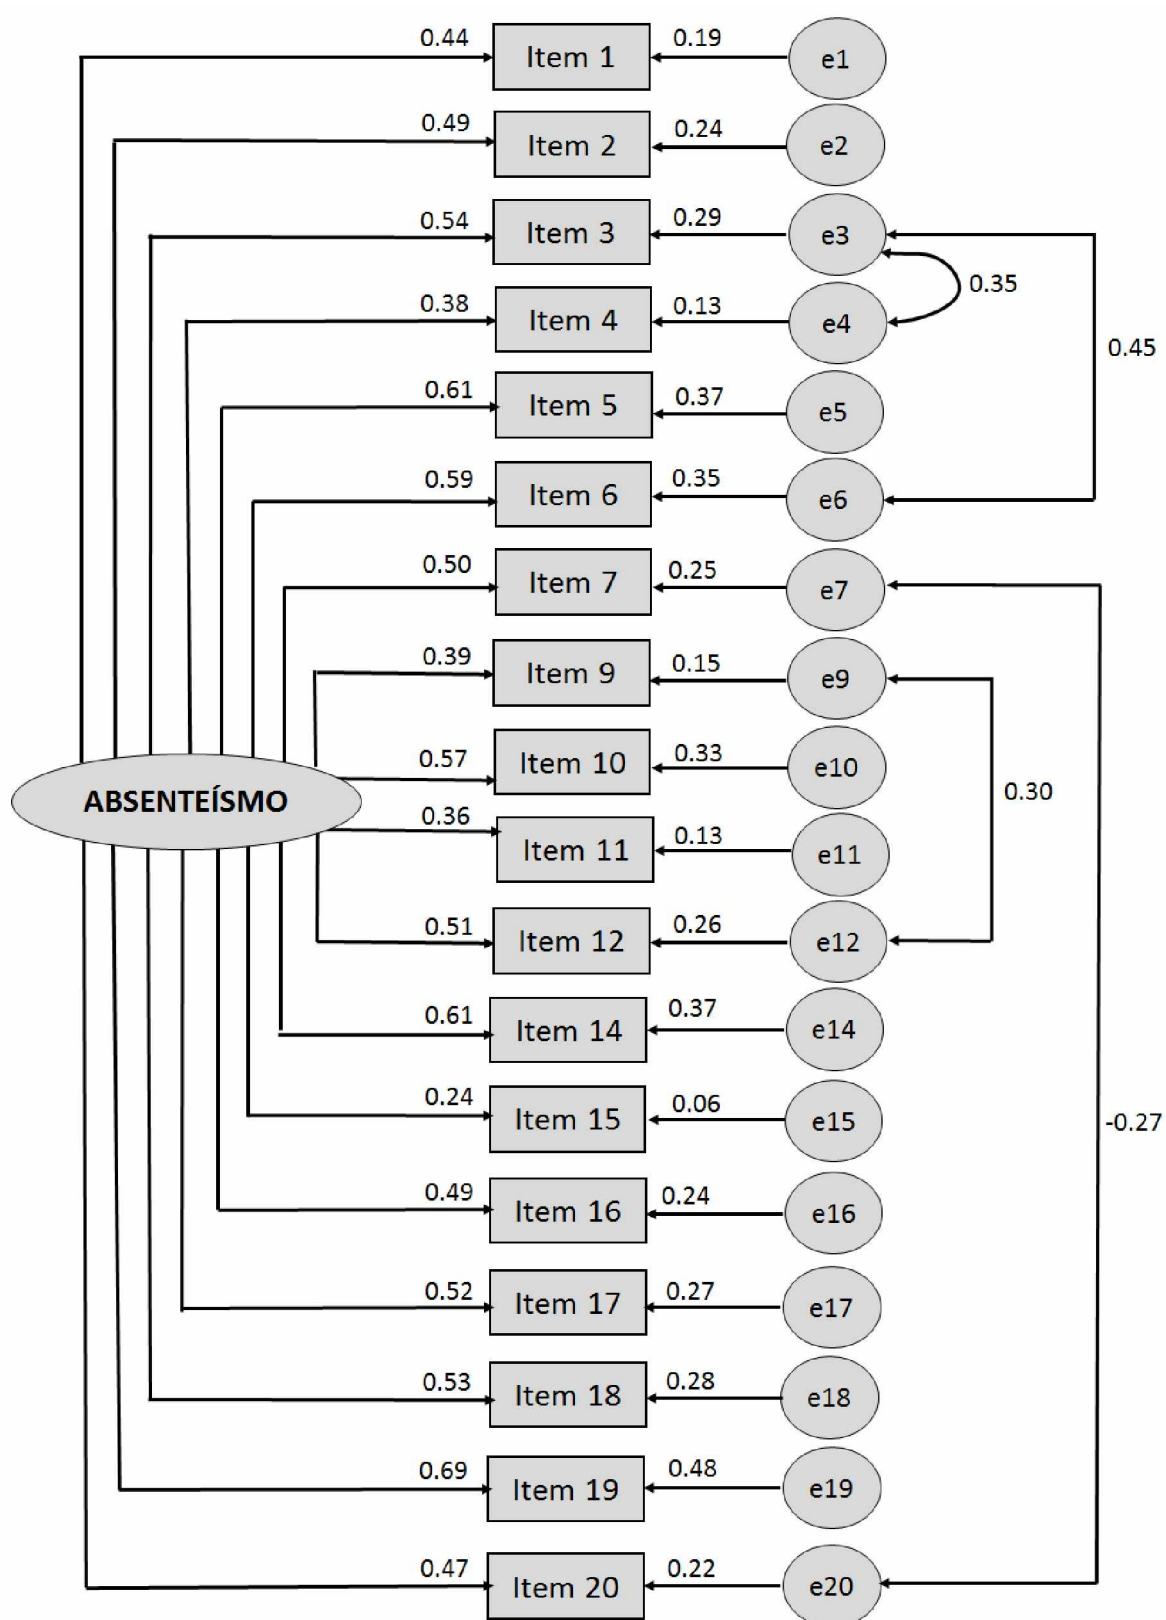 0.44 Item 1 0.19 e1
0.49 Item 2 0.24 e2
0.54 Item 3 0.29 e3
0.35
0.38 Item 4 0.13 e4
0.45
0.61 Item 5 0.37 e5
0.59 Item 6 0.35 e6
0.50 Item 7 0.25 e7
0.39 Item 9 0.15 e9
0.57 Item 10 0.33 e10
ABSENTEÍSMO
0.30
0.36 Item 11 0.13 e11
0.51 Item 12 0.26 e12
0.61 Item 14 0.37 e14
0.24 Item 15 0.06 e15
-0.27
0.49 Item 16 0.24 e16
0.52 Item 17 0.27 e17
0.53 Item 18 0.28 e18
0.69 Item 19 0.48 e19
0.47 Item 20 0.22 e20